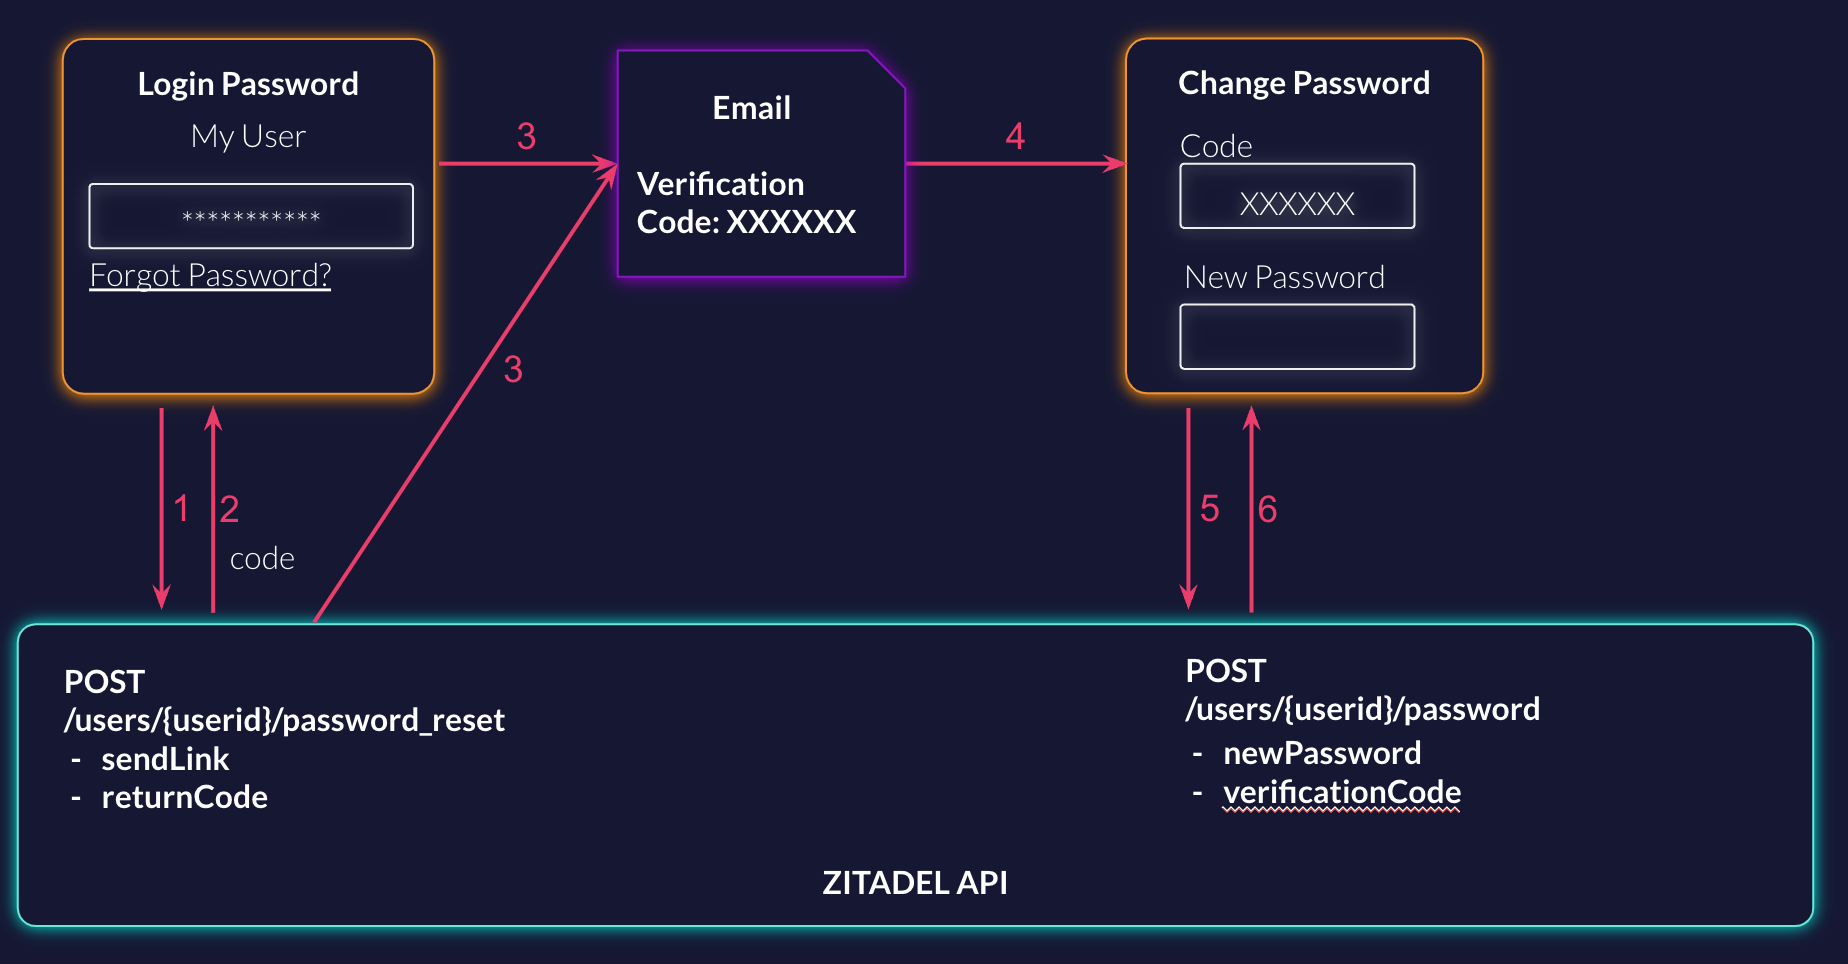 Login Password
My User
***********
Forgot Password?
3
Email
Verification
Code: XXXXXX
4
Change Password
Code
XXXXXX
New Password
3
1
2
code
5
6
POST
/users/{userid}/password_reset
- sendLink
- returnCode
POST
/users/{userid}/password
- newPassword
- verificationCode
ZITADEL API